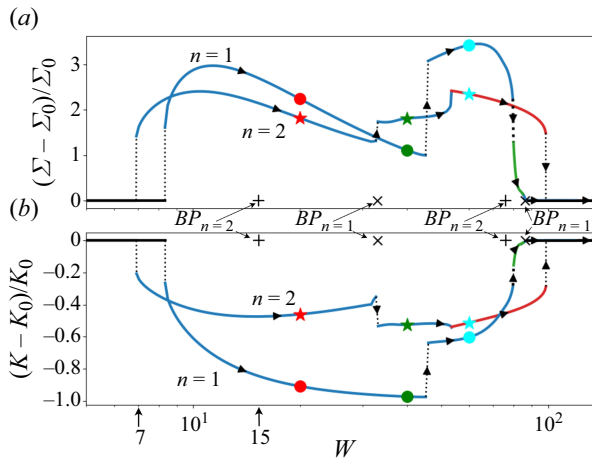 (a)
(Σ − Σ₀)/Σ₀
3
2
1
0
n = 1
n = 2
BPₙ₌₂
BPₙ₌₁
BPₙ₌₂
BPₙ₌₁
(b)
(K − K₀)/K₀
0
−0.2
−0.4
−0.6
−0.8
−1.0
n = 2
n = 1
7
10¹
15
W
10²